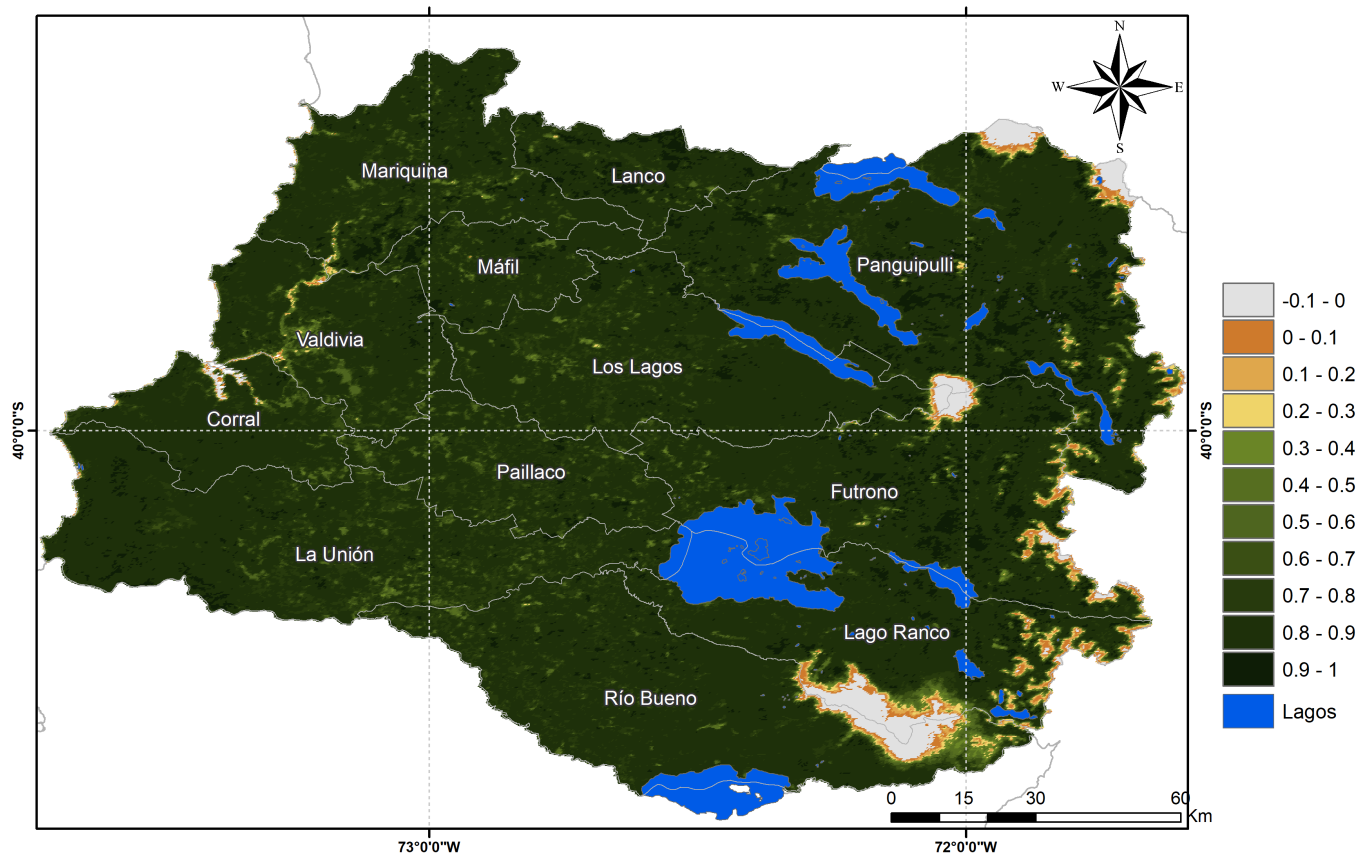 N
W
E
S
Mariquina
Lanco
Máfil
Panguipulli
Valdivia
Los Lagos
Corral
Paillaco
Futrono
La Unión
Lago Ranco
Río Bueno
40°0'0"S
40°0'0"S
73°0'0"W
72°0'0"W
0 15 30 60
Km
-0.1 - 0
0 - 0.1
0.1 - 0.2
0.2 - 0.3
0.3 - 0.4
0.4 - 0.5
0.5 - 0.6
0.6 - 0.7
0.7 - 0.8
0.8 - 0.9
0.9 - 1
Lagos